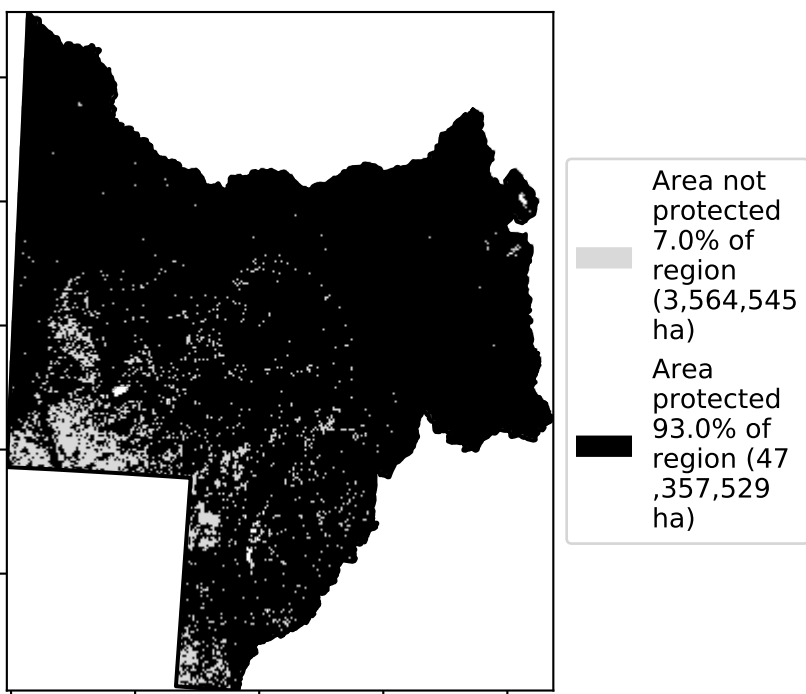 Area not
protected
7.0% of
region
(3,564,545
ha)
Area
protected
93.0% of
region (47
,357,529
ha)